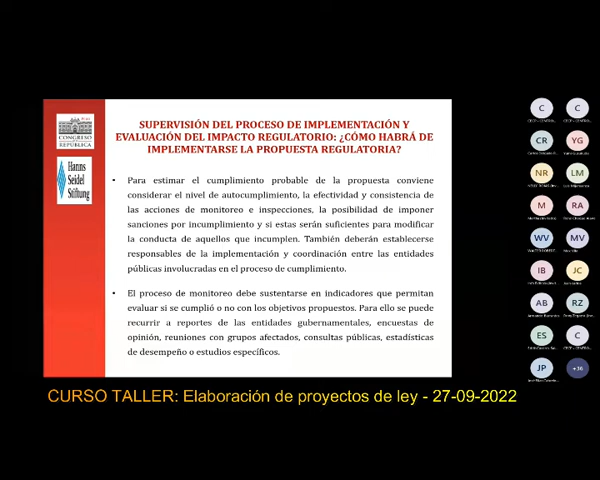 SUPERVISIÓN DEL PROCESO DE IMPLEMENTACIÓN Y
EVALUACIÓN DEL IMPACTO REGULATORIO: ¿CÓMO HABRÁ DE
IMPLEMENTARSE LA PROPUESTA REGULATORIA?
CONGRESO
REPÚBLICA
Hanns
Seidel
Stiftung
• Para estimar el cumplimiento probable de la propuesta conviene
considerar el nivel de autocumplimiento, la efectividad y consistencia de
las acciones de monitoreo e inspecciones, la posibilidad de imponer
sanciones por incumplimiento y si estas serán suficientes para modificar
la conducta de aquellos que incumplen. También deberán establecerse
responsables de la implementación y coordinación entre las entidades
públicas involucradas en el proceso de cumplimiento.
• El proceso de monitoreo debe sustentarse en indicadores que permitan
evaluar si se cumplió o no con los objetivos propuestos. Para ello se puede
recurrir a reportes de las entidades gubernamentales, encuestas de
opinión, reuniones con grupos afectados, consultas públicas, estadísticas
de desempeño o estudios específicos.
C C
CR YG
NR LM
M RA
WV MV
IB JC
AB RZ
ES C
JP +36
CURSO TALLER: Elaboración de proyectos de ley - 27-09-2022